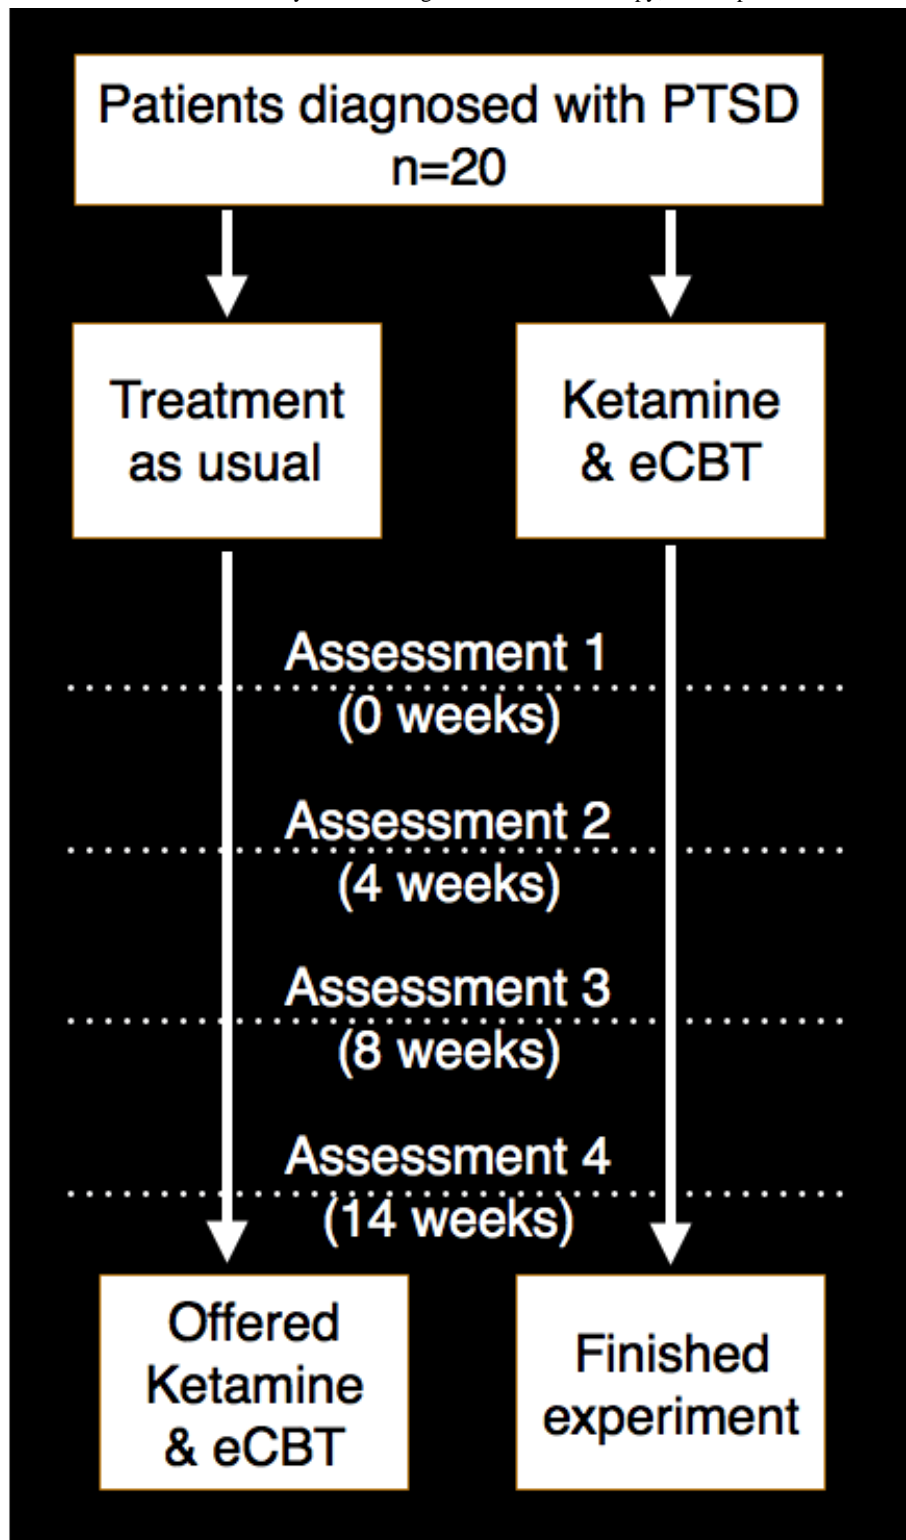 Patients diagnosed with PTSD
n=20
Treatment
as usual
Ketamine
& eCBT
Assessment 1
(0 weeks)
Assessment 2
(4 weeks)
Assessment 3
(8 weeks)
Assessment 4
(14 weeks)
Offered
Ketamine
& eCBT
Finished
experiment